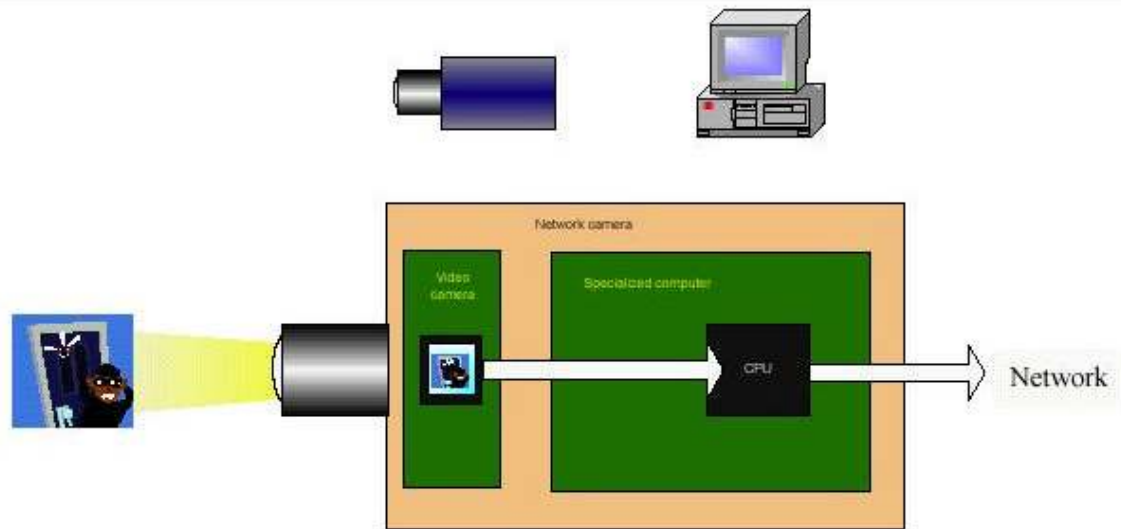 Network camera
Video
camera
Specialized computer
CPU
Network